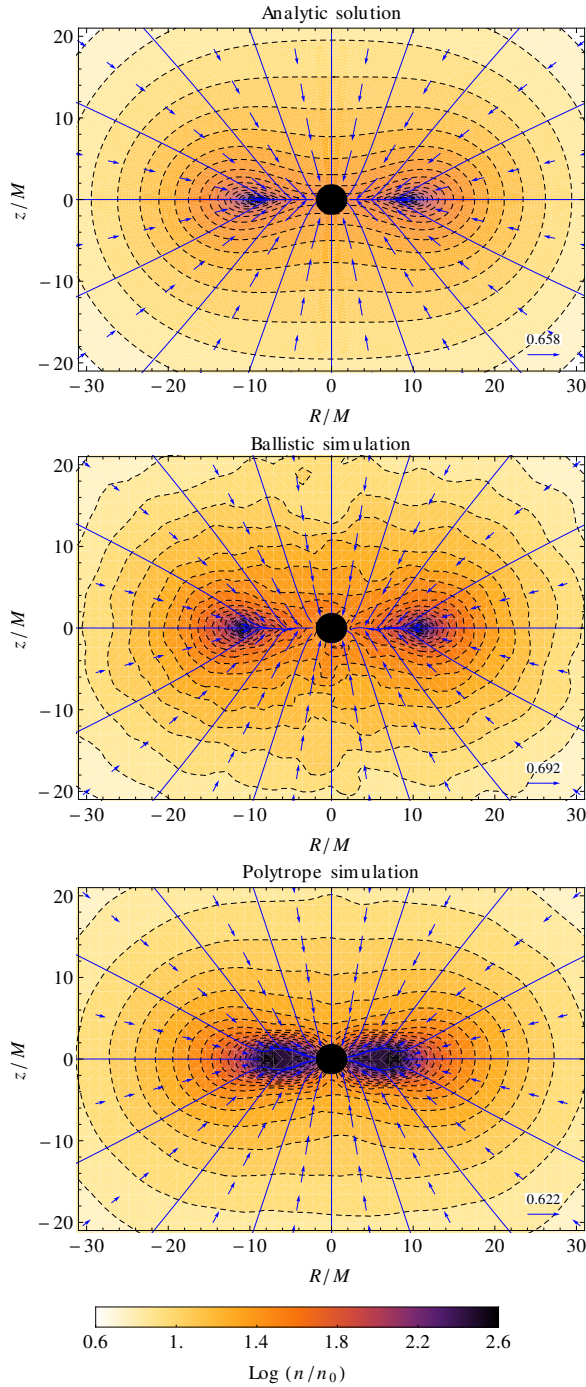 Analytic solution
20
10
0
−10
−20
z/M
0.658
−30 −20 −10 0 10 20 30
R/M
Ballistic simulation
20
10
0
−10
−20
z/M
0.692
−30 −20 −10 0 10 20 30
R/M
Polytrope simulation
20
10
0
−10
−20
z/M
0.622
−30 −20 −10 0 10 20 30
R/M
0.6 1. 1.4 1.8 2.2 2.6
Log (n/n₀)